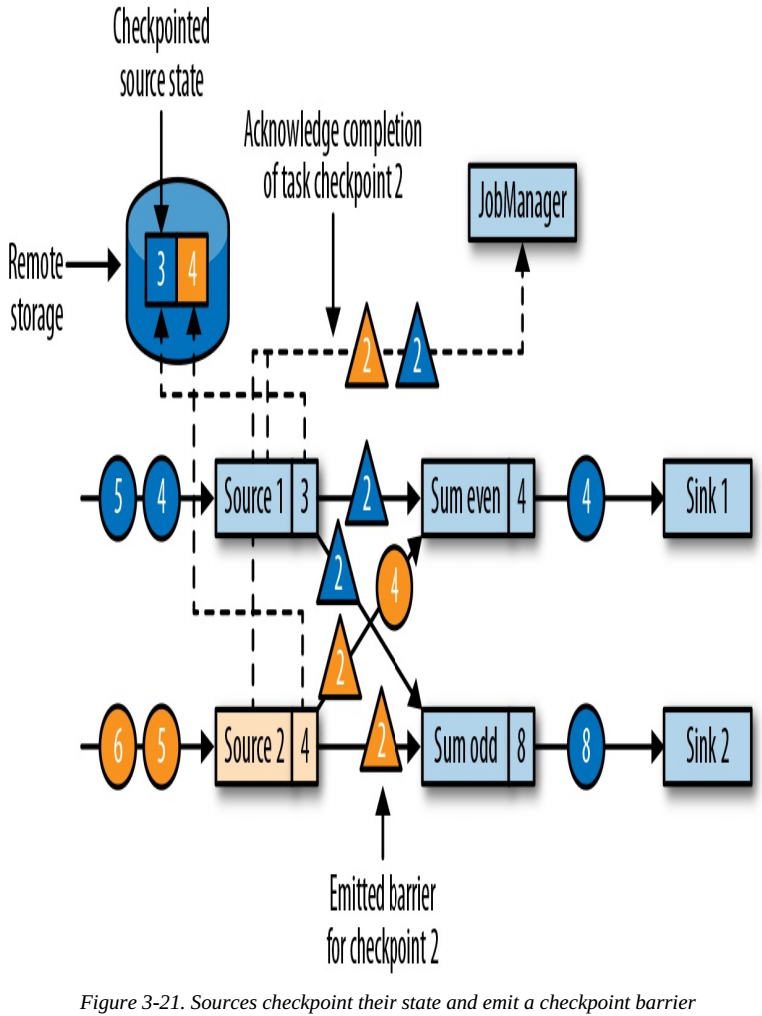 Checkpointed
source state
Acknowledge completion
of task checkpoint 2
JobManager
Remote
storage
3 4
2 2
5 4 Source 1 3 2 Sum even 4 4 Sink 1
2 4
2
6 5 Source 2 4 2 Sum odd 8 8 Sink 2
Emitted barrier
for checkpoint 2
Figure 3-21. Sources checkpoint their state and emit a checkpoint barrier